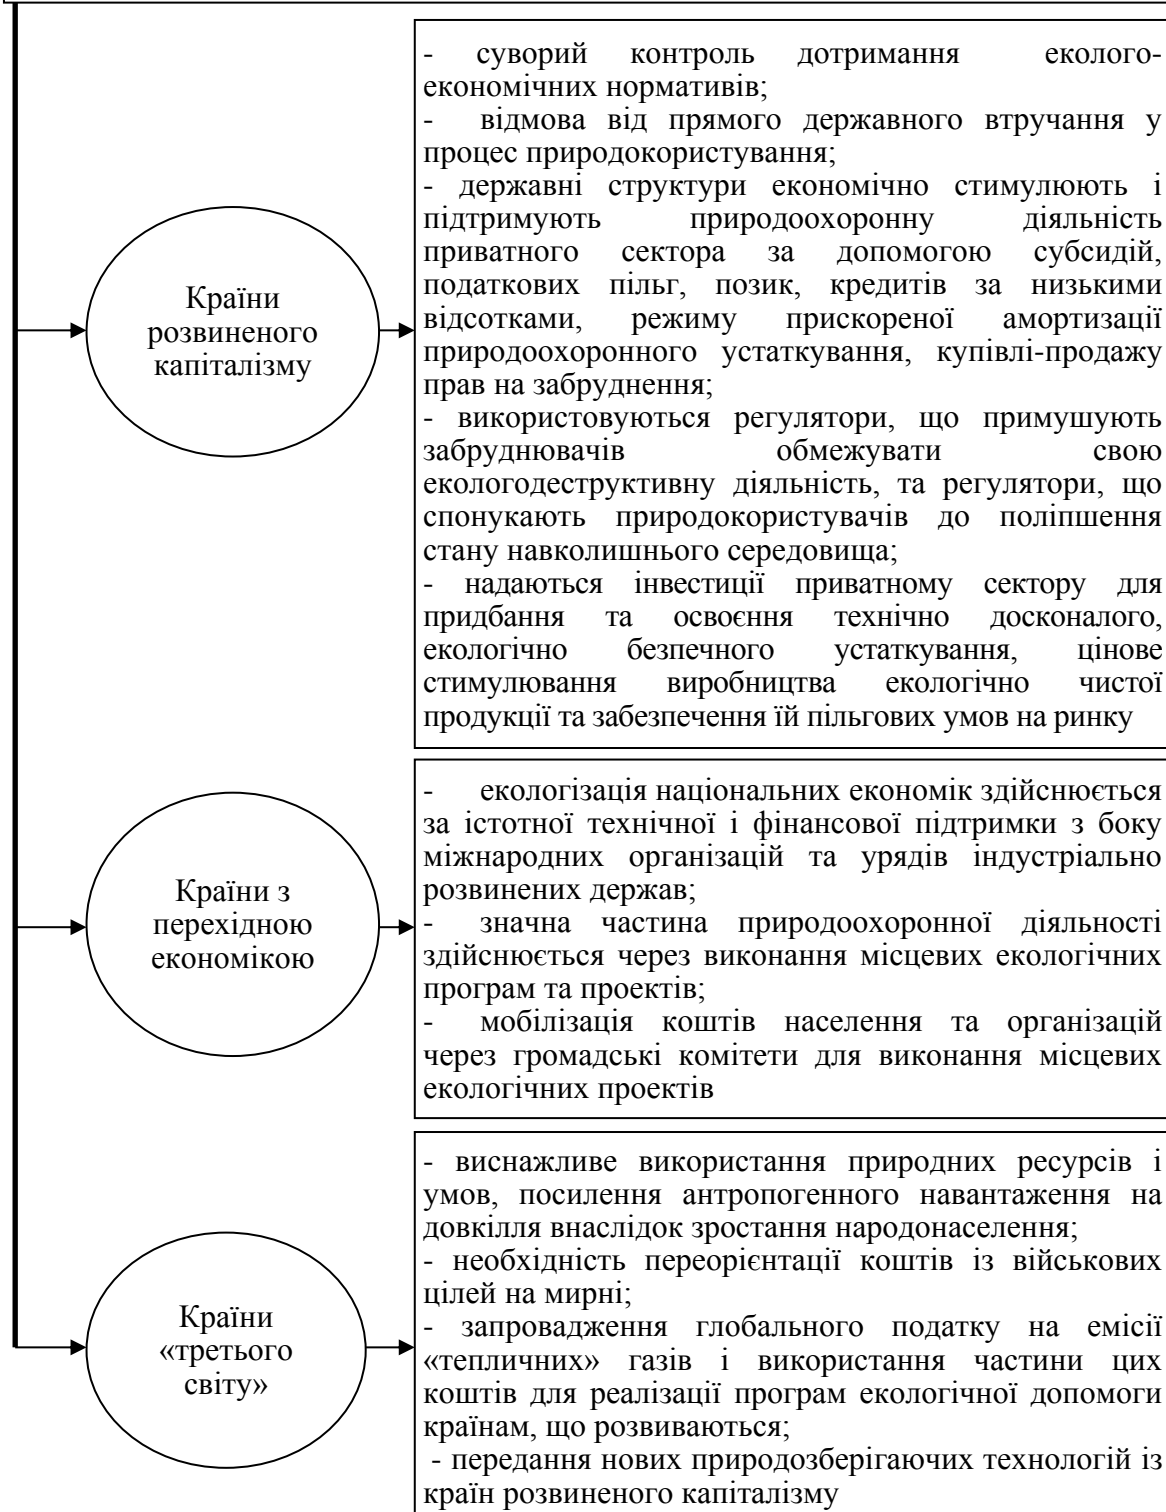 - суворий контроль дотримання еколого-
економічних нормативів;
- відмова від прямого державного втручання у
процес природокористування;
- державні структури економічно стимулюють і
підтримують природоохоронну діяльність
приватного сектора за допомогою субсидій,
податкових пільг, позик, кредитів за низькими
відсотками, режиму прискореної амортизації
природоохоронного устаткування, купівлі-продажу
прав на забруднення;
- використовуються регулятори, що примушують
забруднювачів обмежувати свою
екологодеструктивну діяльність, та регулятори, що
спонукають природокористувачів до поліпшення
стану навколишнього середовища;
- надаються інвестиції приватному сектору для
придбання та освоєння технічно досконалого,
екологічно безпечного устаткування, цінове
стимулювання виробництва екологічно чистої
продукції та забезпечення їй пільгових умов на ринку
Країни
розвиненого
капіталізму
- екологізація національних економік здійснюється
за істотної технічної і фінансової підтримки з боку
міжнародних організацій та урядів індустріально
розвинених держав;
- значна частина природоохоронної діяльності
здійснюється через виконання місцевих екологічних
програм та проектів;
- мобілізація коштів населення та організацій
через громадські комітети для виконання місцевих
екологічних проектів
Країни з
перехідною
економікою
- виснажливе використання природних ресурсів і
умов, посилення антропогенного навантаження на
довкілля внаслідок зростання народонаселення;
- необхідність переорієнтації коштів із військових
цілей на мирні;
- запровадження глобального податку на емісії
«тепличних» газів і використання частини цих
коштів для реалізації програм екологічної допомоги
країнам, що розвиваються;
- передання нових природозберігаючих технологій із
країн розвиненого капіталізму
Країни
«третього
світу»